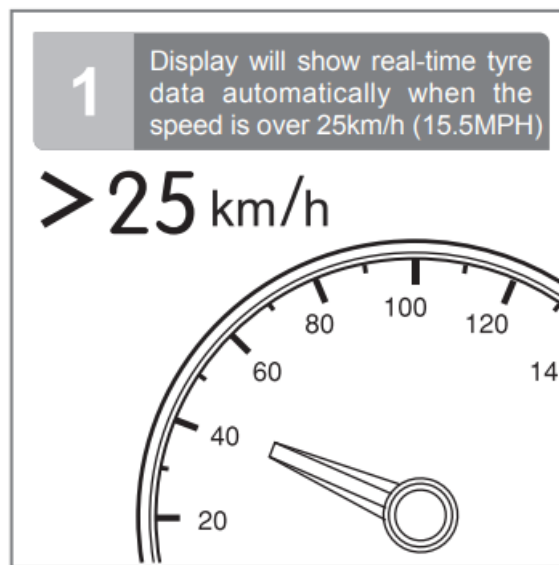 1
Display will show real-time tyre
data automatically when the
speed is over 25km/h (15.5MPH)
> 25 km/h
100
80
120
60
14
40
20